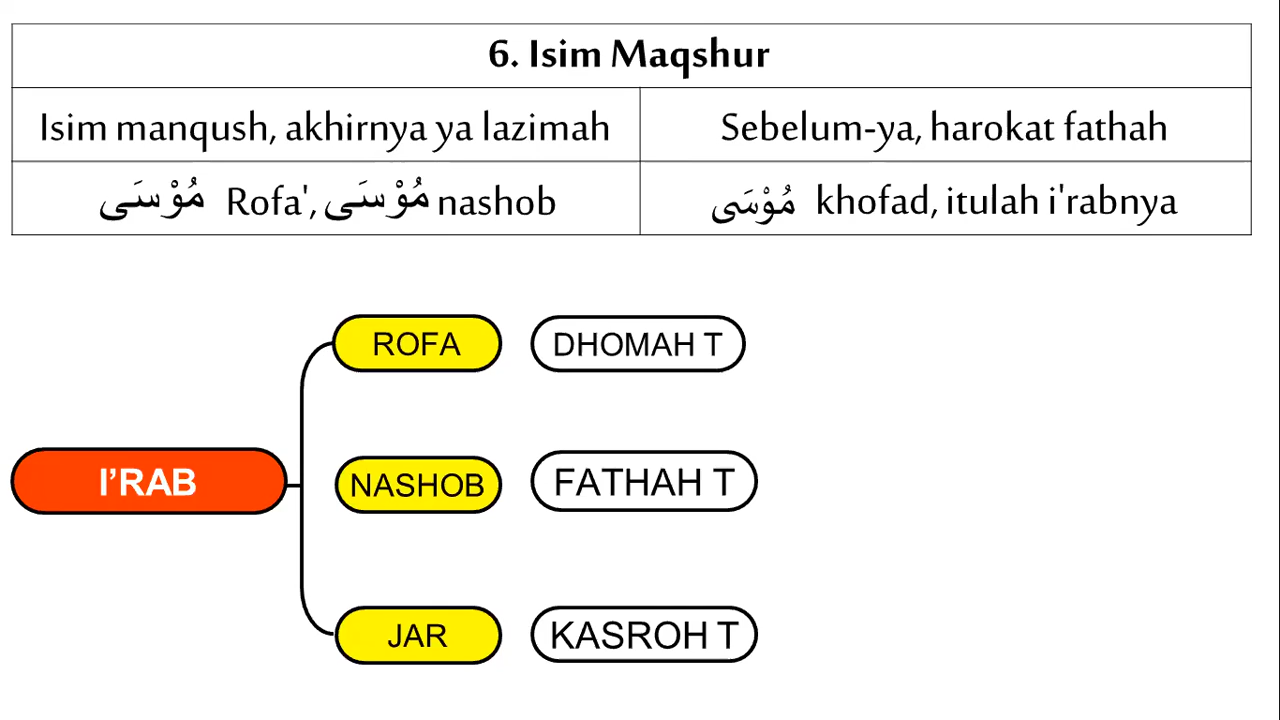 6. Isim Maqshur
Isim manqush, akhirnya ya lazimah
Sebelum-ya, harokat fathah
مُوْسَى Rofa', مُوْسَى nashob
مُوْسَى khofad, itulah i'rabnya
ROFA
DHOMAH T
I’RAB
NASHOB
FATHAH T
JAR
KASROH T